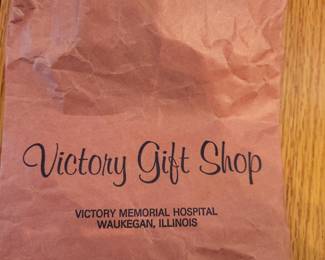 Victory Gift Shop
VICTORY MEMORIAL HOSPITAL
WAUKEGAN, ILLINOIS